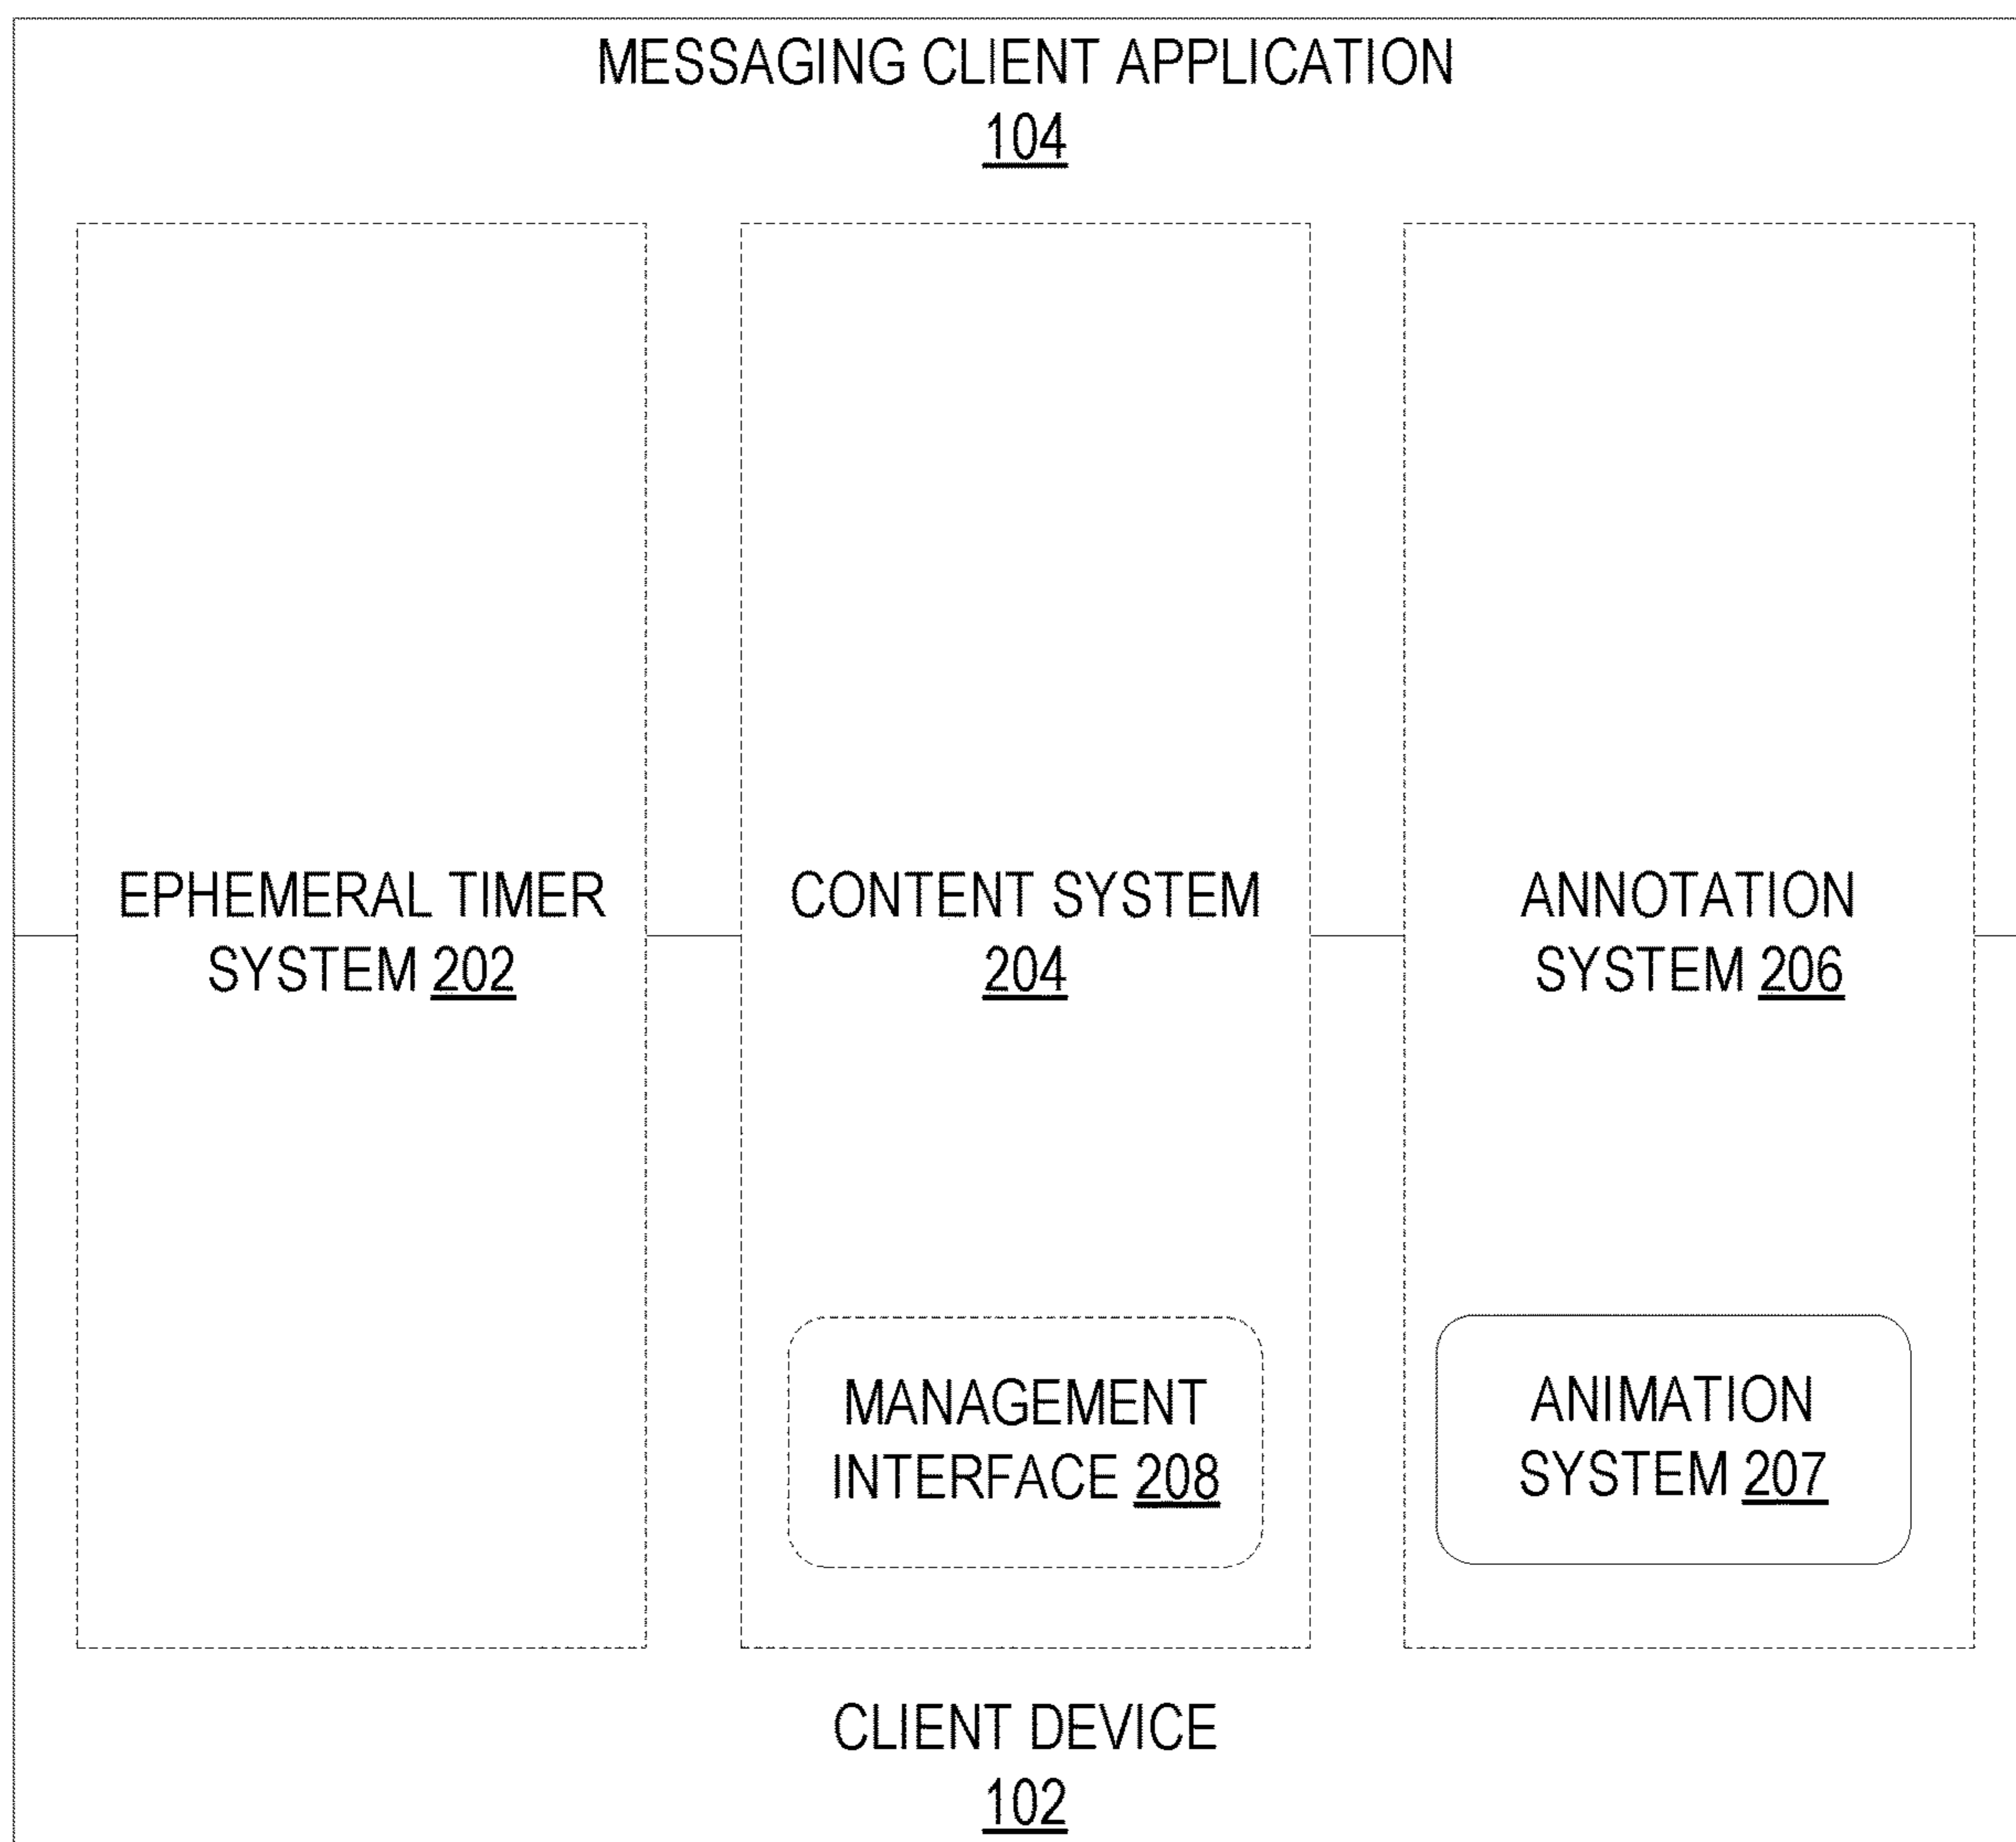 MESSAGING CLIENT APPLICATION
104
EPHEMERAL TIMER
SYSTEM 202
CONTENT SYSTEM
204
ANNOTATION
SYSTEM 206
MANAGEMENT
INTERFACE 208
ANIMATION
SYSTEM 207
CLIENT DEVICE
102